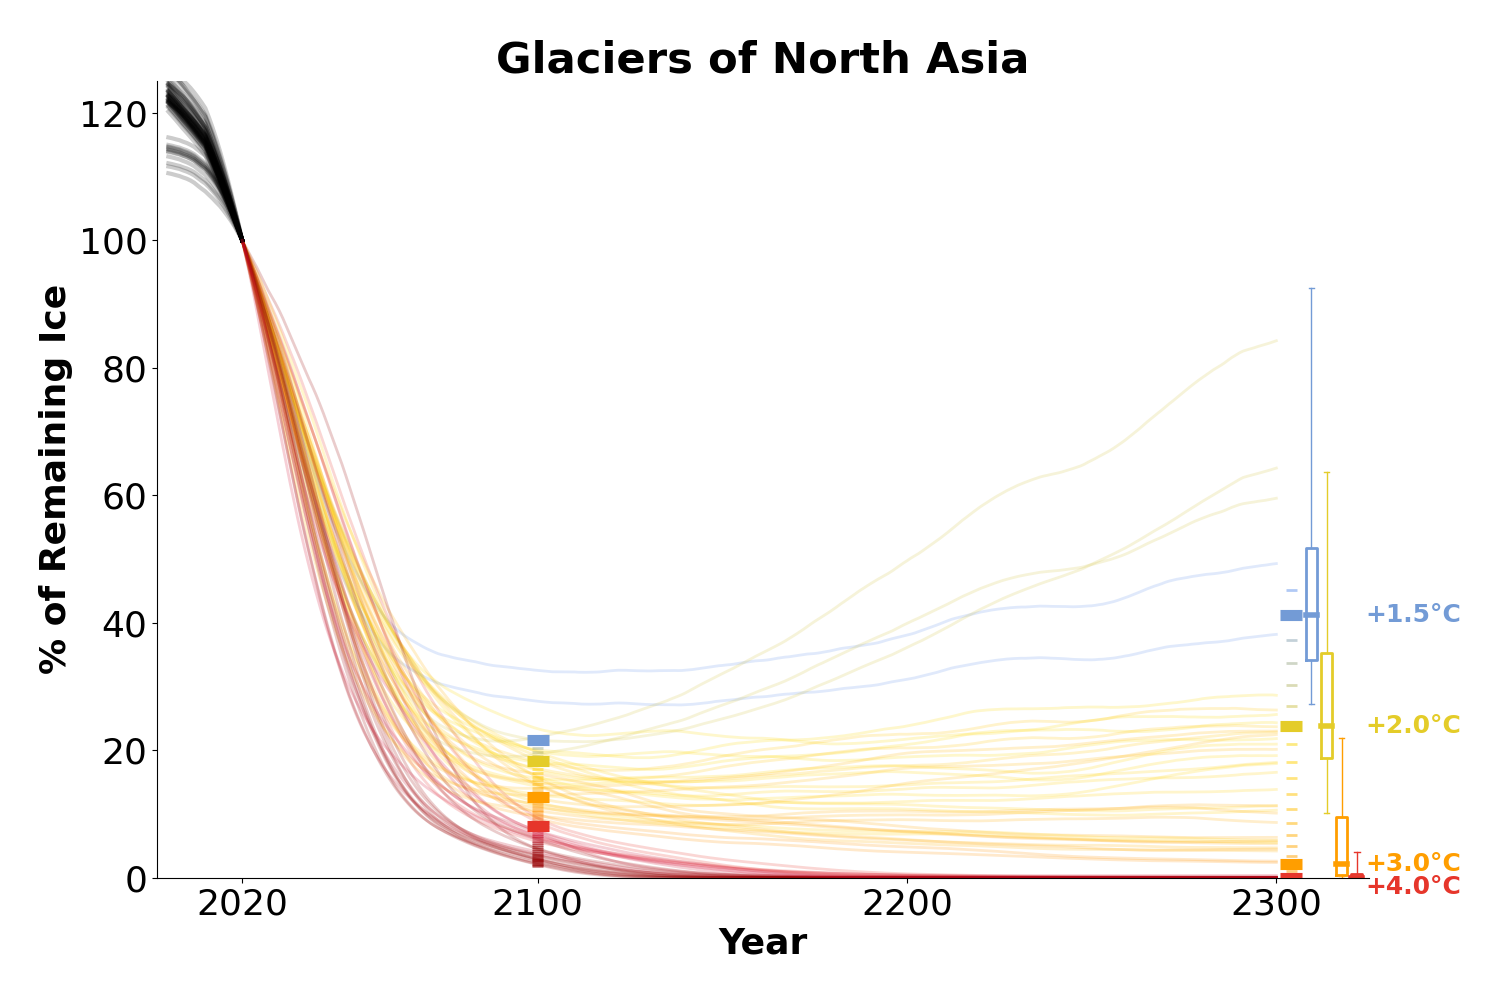 Glaciers of North Asia
% of Remaining Ice
120
100
80
60
40
20
0
2020
2100
2200
2300
Year
+1.5°C
+2.0°C
+3.0°C
+4.0°C